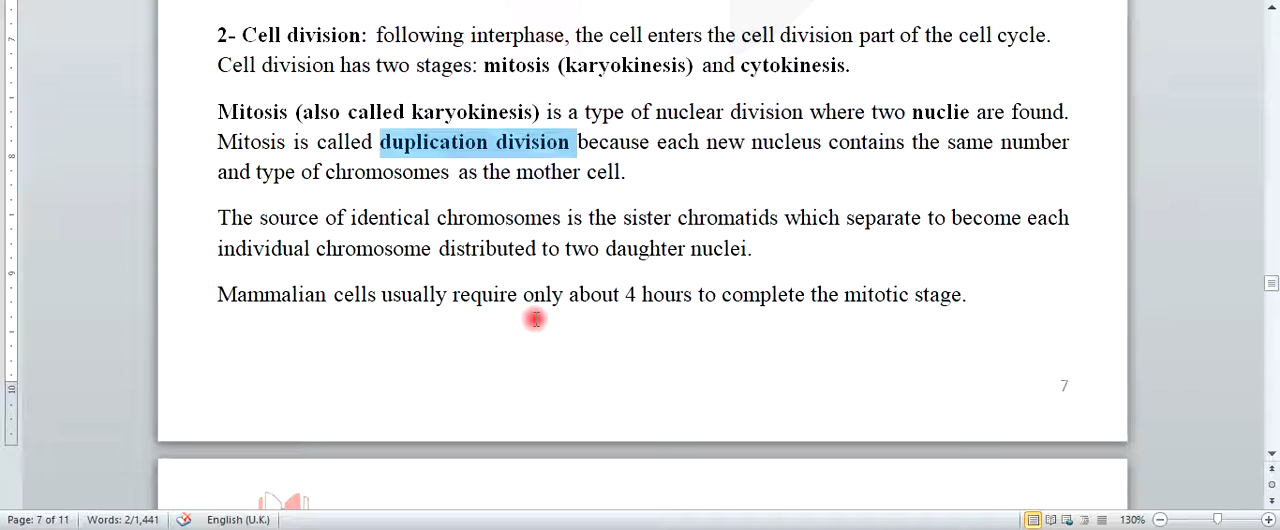 2- Cell division: following interphase, the cell enters the cell division part of the cell cycle.
Cell division has two stages: mitosis (karyokinesis) and cytokinesis.
Mitosis (also called karyokinesis) is a type of nuclear division where two nuclie are found.
Mitosis is called duplication division because each new nucleus contains the same number
and type of chromosomes as the mother cell.
The source of identical chromosomes is the sister chromatids which separate to become each
individual chromosome distributed to two daughter nuclei.
Mammalian cells usually require only about 4 hours to complete the mitotic stage.
7
7
8
9
10
Page: 7 of 11 Words: 2/1,441 English (U.K.) 130%